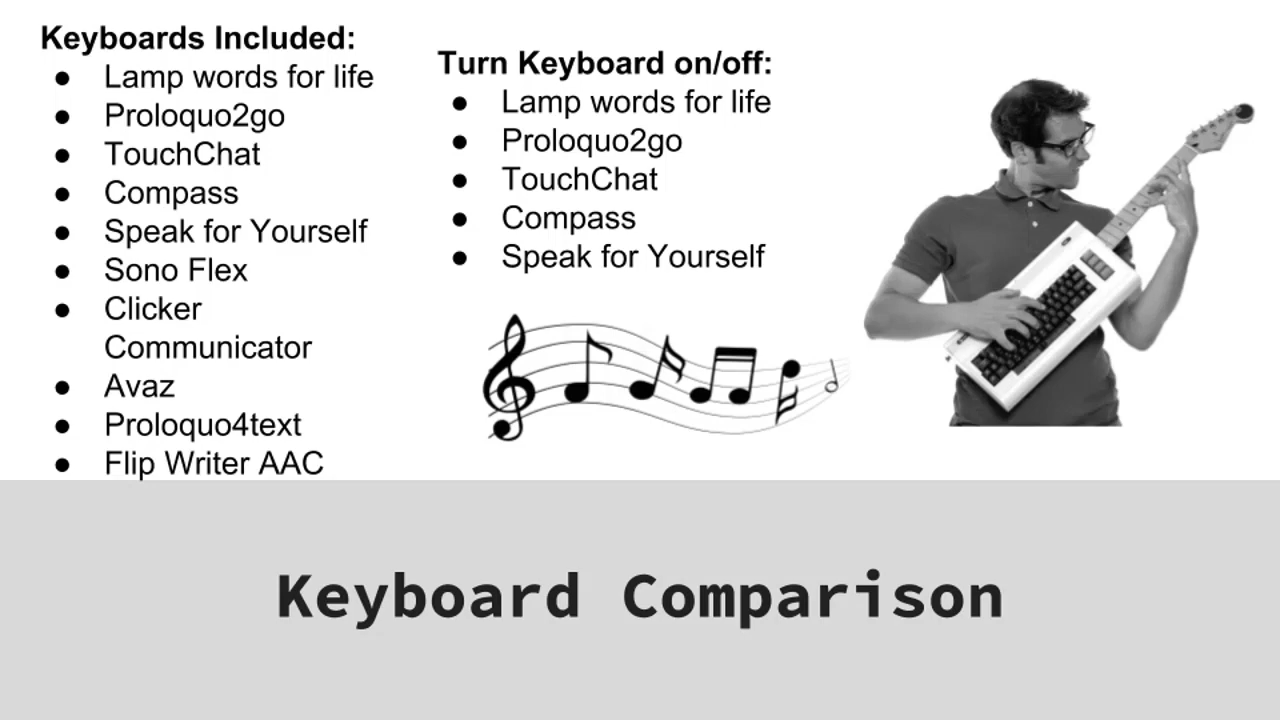 Keyboards Included:
● Lamp words for life
● Proloquo2go
● TouchChat
● Compass
● Speak for Yourself
● Sono Flex
● Clicker
Communicator
● Avaz
● Proloquo4text
● Flip Writer AAC
Turn Keyboard on/off:
● Lamp words for life
● Proloquo2go
● TouchChat
● Compass
● Speak for Yourself
Keyboard Comparison